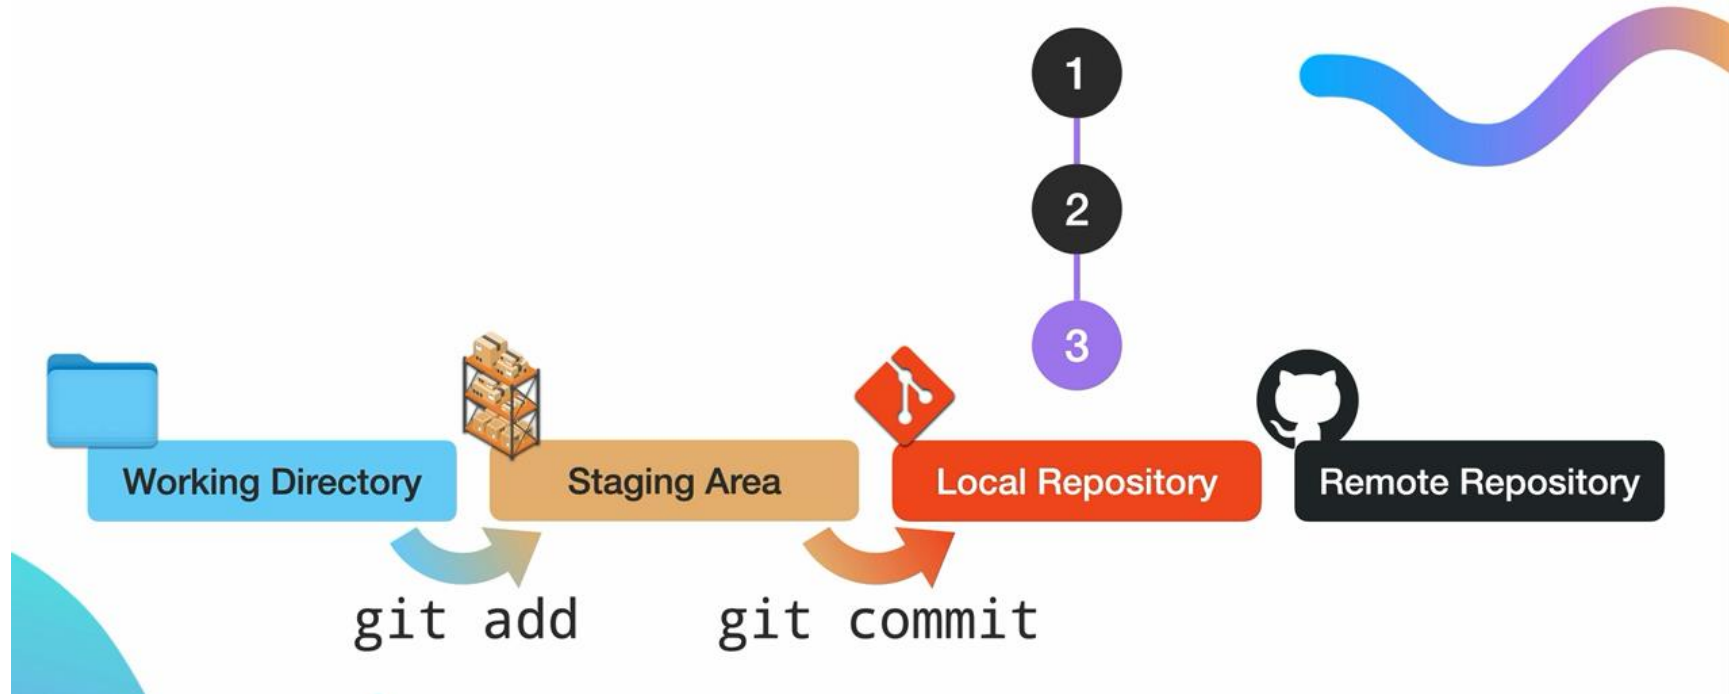 1
2
3
Working Directory
Staging Area
Local Repository
Remote Repository
git add
git commit